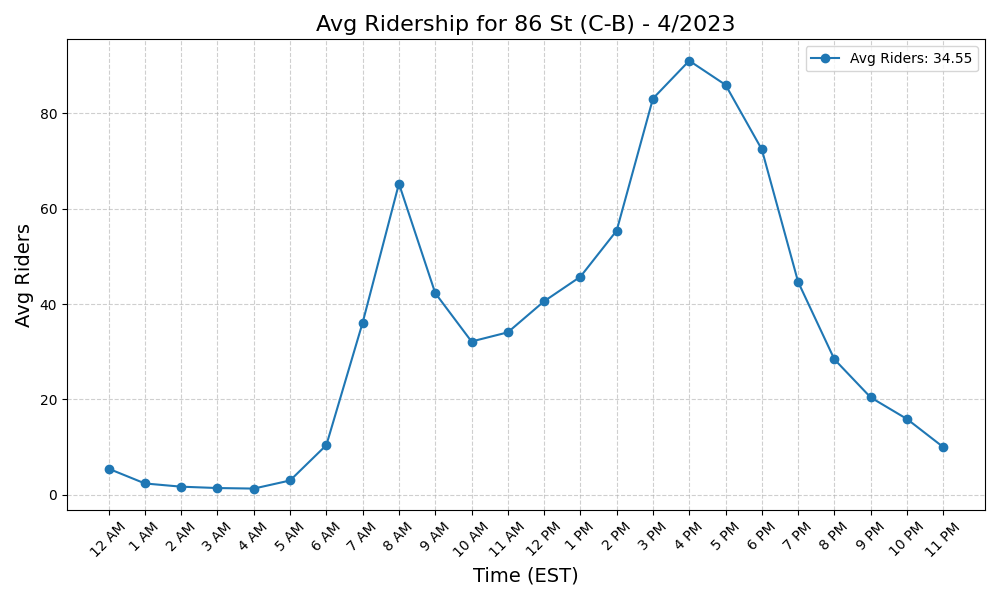 Avg Ridership for 86 St (C-B) - 4/2023
Avg Riders: 34.55
Avg Riders
80
60
40
20
0
12 AM
1 AM
2 AM
3 AM
4 AM
5 AM
6 AM
7 AM
8 AM
9 AM
10 AM
11 AM
12 PM
1 PM
2 PM
3 PM
4 PM
5 PM
6 PM
7 PM
8 PM
9 PM
10 PM
11 PM
Time (EST)